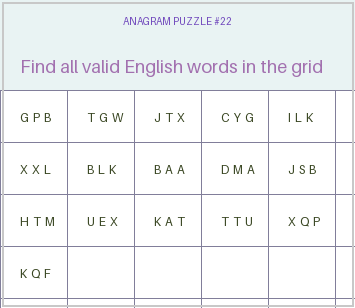 ANAGRAM PUZZLE #22
Find all valid English words in the grid
GPB TGW JTX CYG ILK
XXL BLK BAA DMA JSB
HTM UEX KAT TTU XQP
KQF